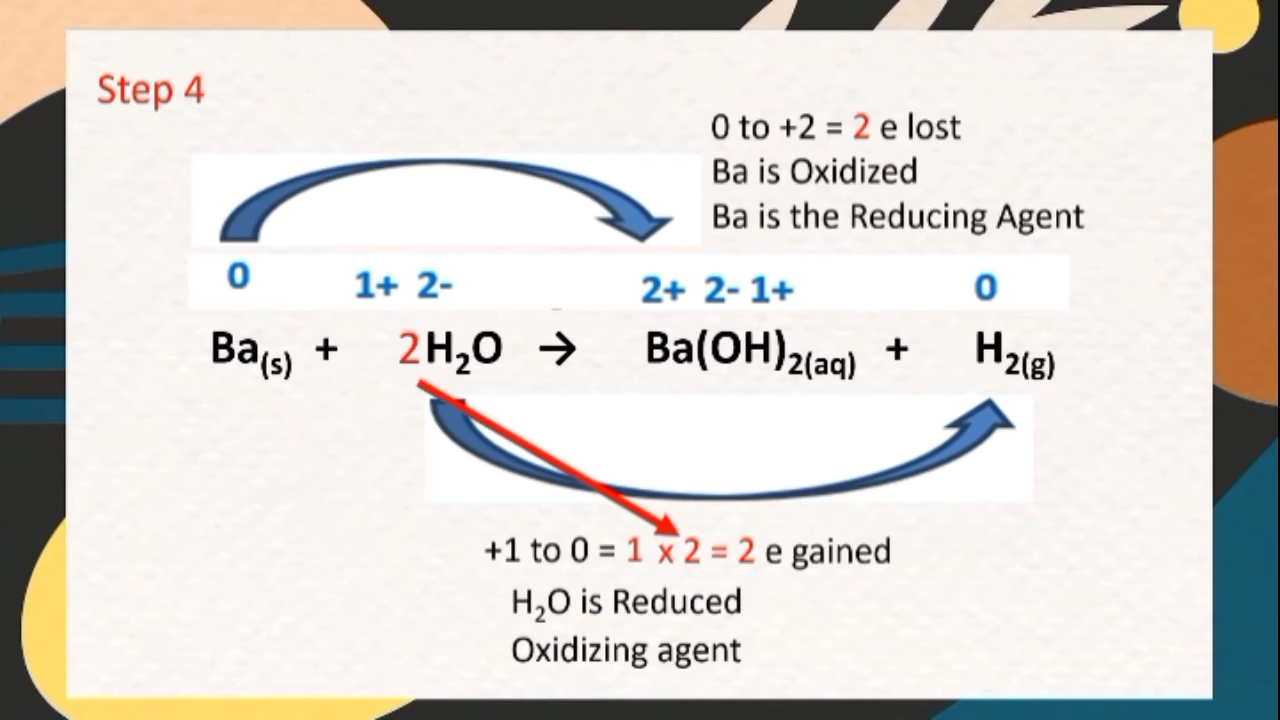 Step 4
0 to +2 = 2 e lost
Ba is Oxidized
Ba is the Reducing Agent
0 1+ 2- 2+ 2- 1+ 0
Ba(s) + 2H₂O → Ba(OH)₂(aq) + H₂(g)
+1 to 0 = 1 x 2 = 2 e gained
H₂O is Reduced
Oxidizing agent